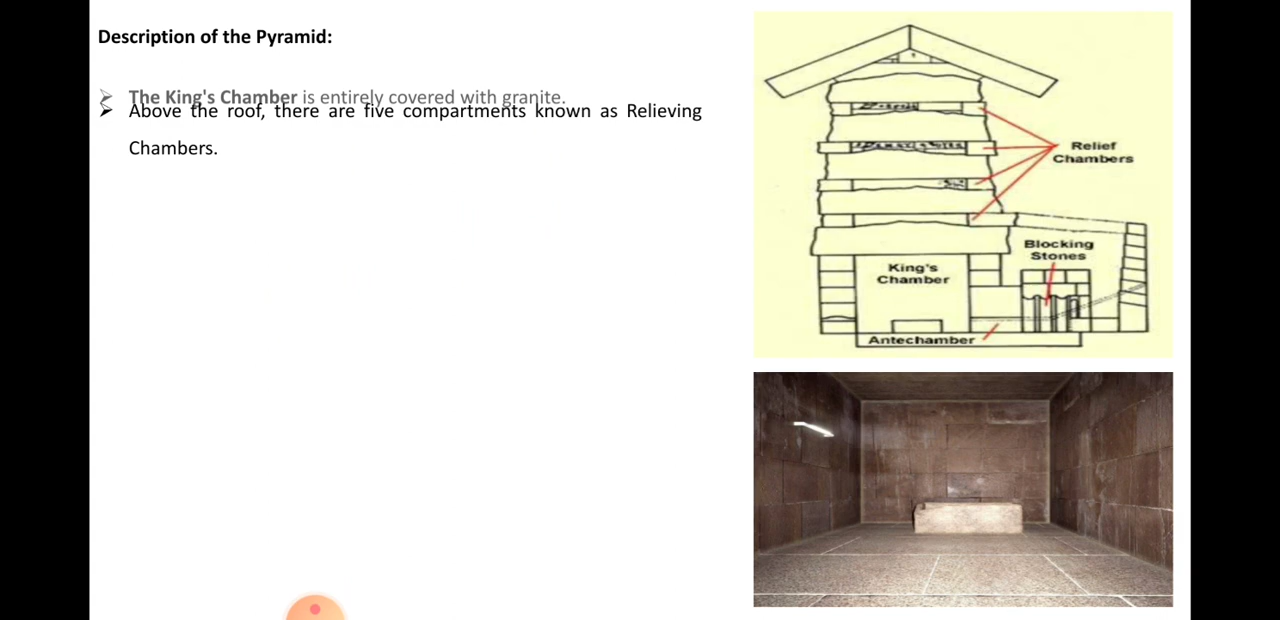 Description of the Pyramid:
➢ The King's Chamber is entirely covered with granite.
➢ Above the roof, there are five compartments known as Relieving
Chambers.
Relief
Chambers
Blocking
Stones
King's
Chamber
Antechamber